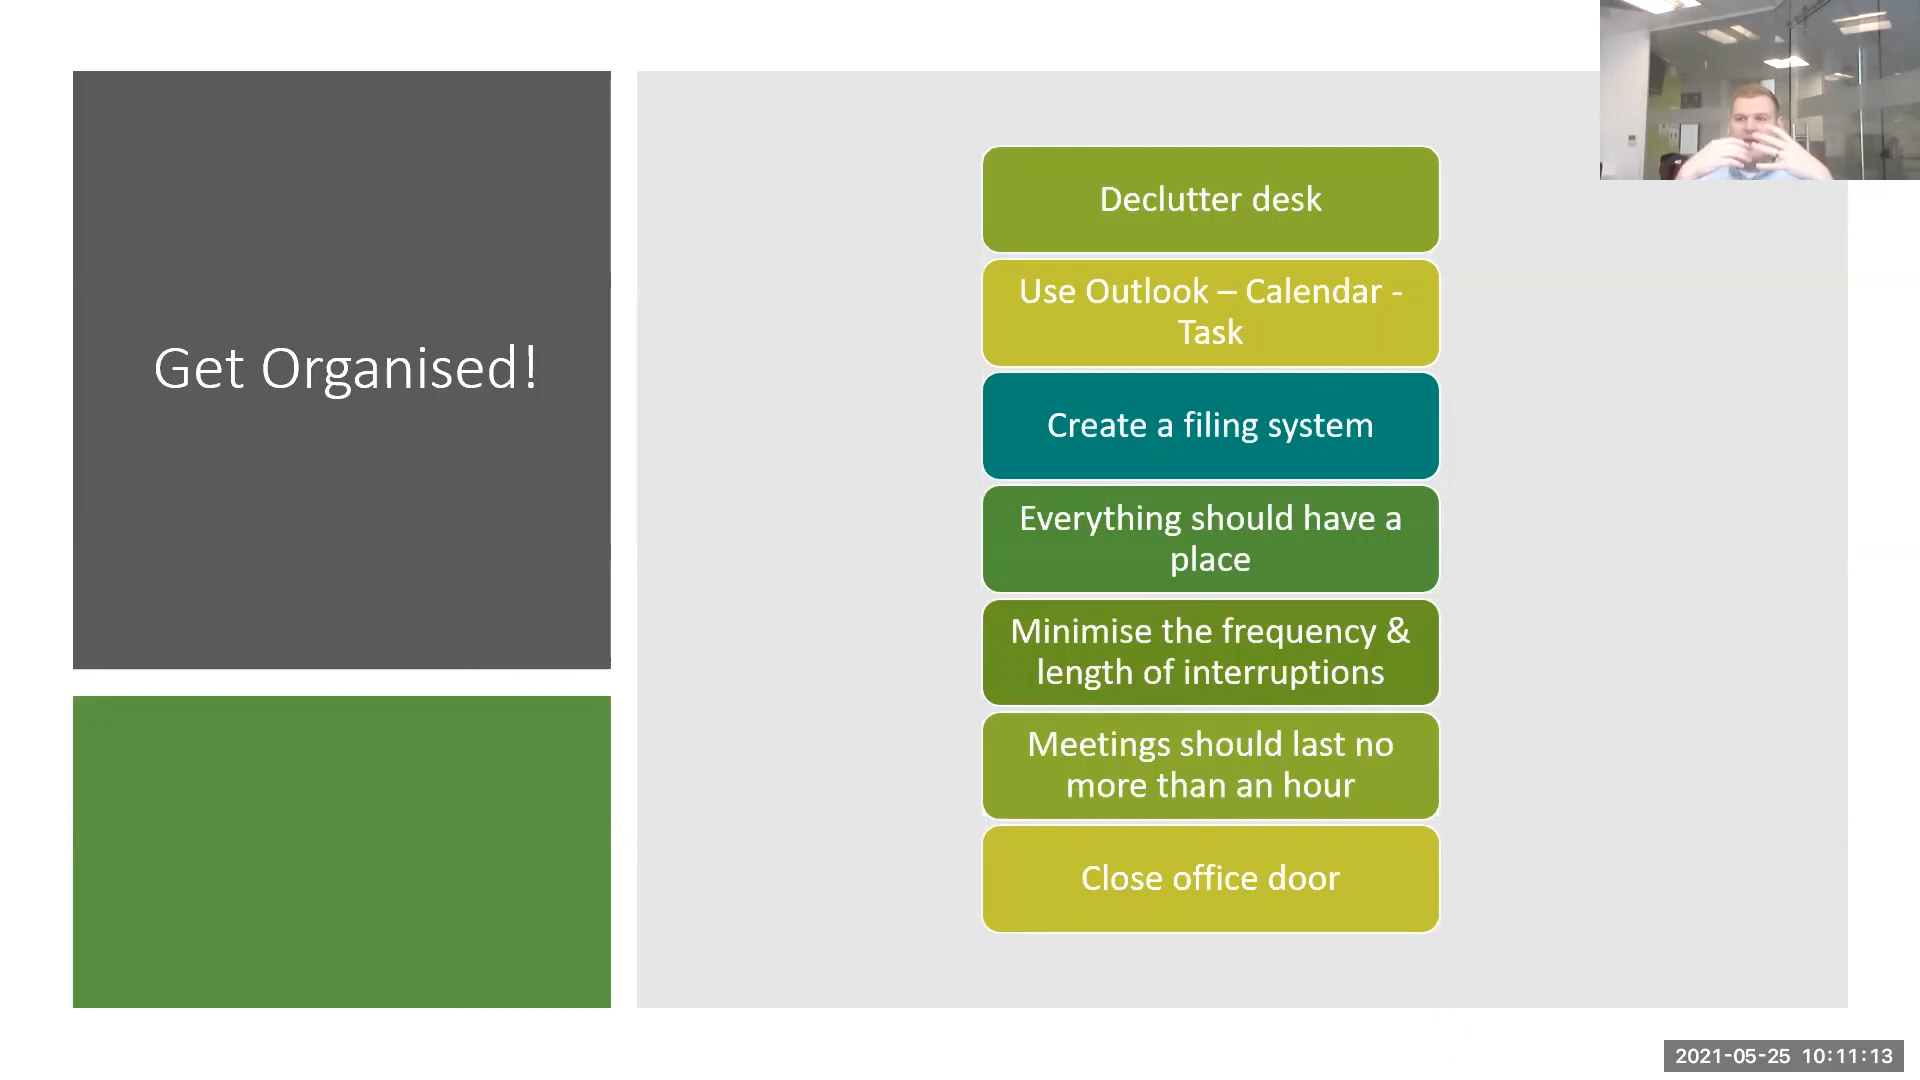 Get Organised!
Declutter desk
Use Outlook – Calendar -
Task
Create a filing system
Everything should have a
place
Minimise the frequency &
length of interruptions
Meetings should last no
more than an hour
Close office door
2021-05-25 10:11:13